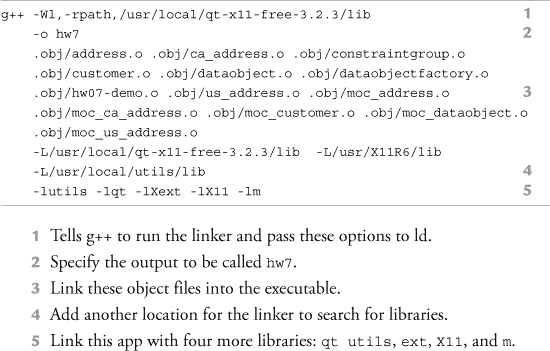 g++ -Wl,-rpath,/usr/local/qt-x11-free-3.2.3/lib 1
-o hw7 2
.obj/address.o .obj/ca_address.o .obj/constraintgroup.o
.obj/customer.o .obj/dataobject.o .obj/dataobjectfactory.o
.obj/hw07-demo.o .obj/us_address.o .obj/moc_address.o 3
.obj/moc_ca_address.o .obj/moc_customer.o .obj/moc_dataobject.o
.obj/moc_us_address.o
-L/usr/local/qt-x11-free-3.2.3/lib -L/usr/X11R6/lib
-L/usr/local/utils/lib 4
-lutils -lqt -lXext -lX11 -lm 5
1 Tells g++ to run the linker and pass these options to ld.
2 Specify the output to be called hw7.
3 Link these object files into the executable.
4 Add another location for the linker to search for libraries.
5 Link this app with four more libraries: qt utils, ext, X11, and m.